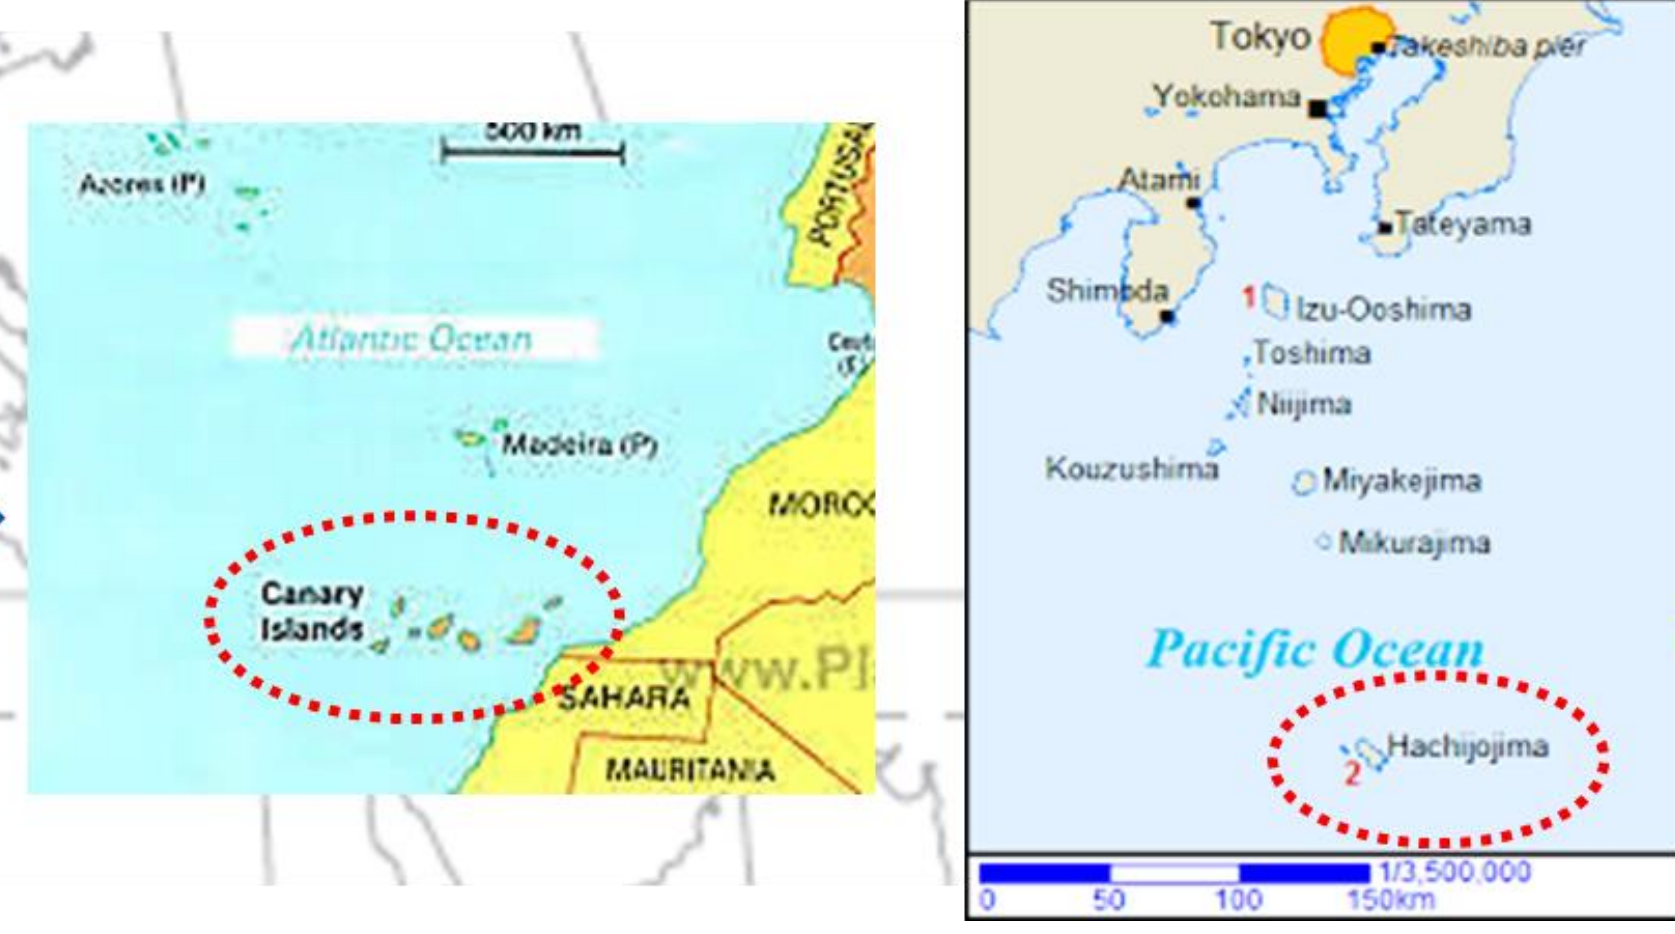 500 km
Azores (P)
PORTUGAL
Atlantic Ocean
Madeira (P)
MOROC
Canary
Islands
www.Pl
SAHARA
MAURITANIA
Tokyo
Takeshiba pier
Yokohama
Atami
Tateyama
Shimoda
1
Izu-Ooshima
Toshima
Niijima
Kouzushima
Miyakejima
Mikurajima
Pacific Ocean
Hachijojima
2
1/3,500,000
0 50 100 150km